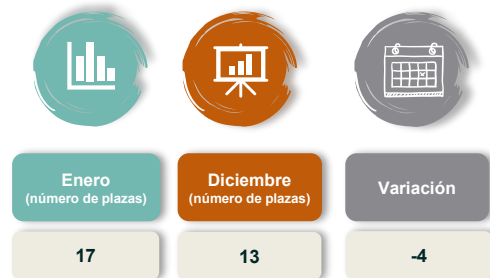 Enero
(número de plazas)
Diciembre
(número de plazas)
Variación
17
13
-4